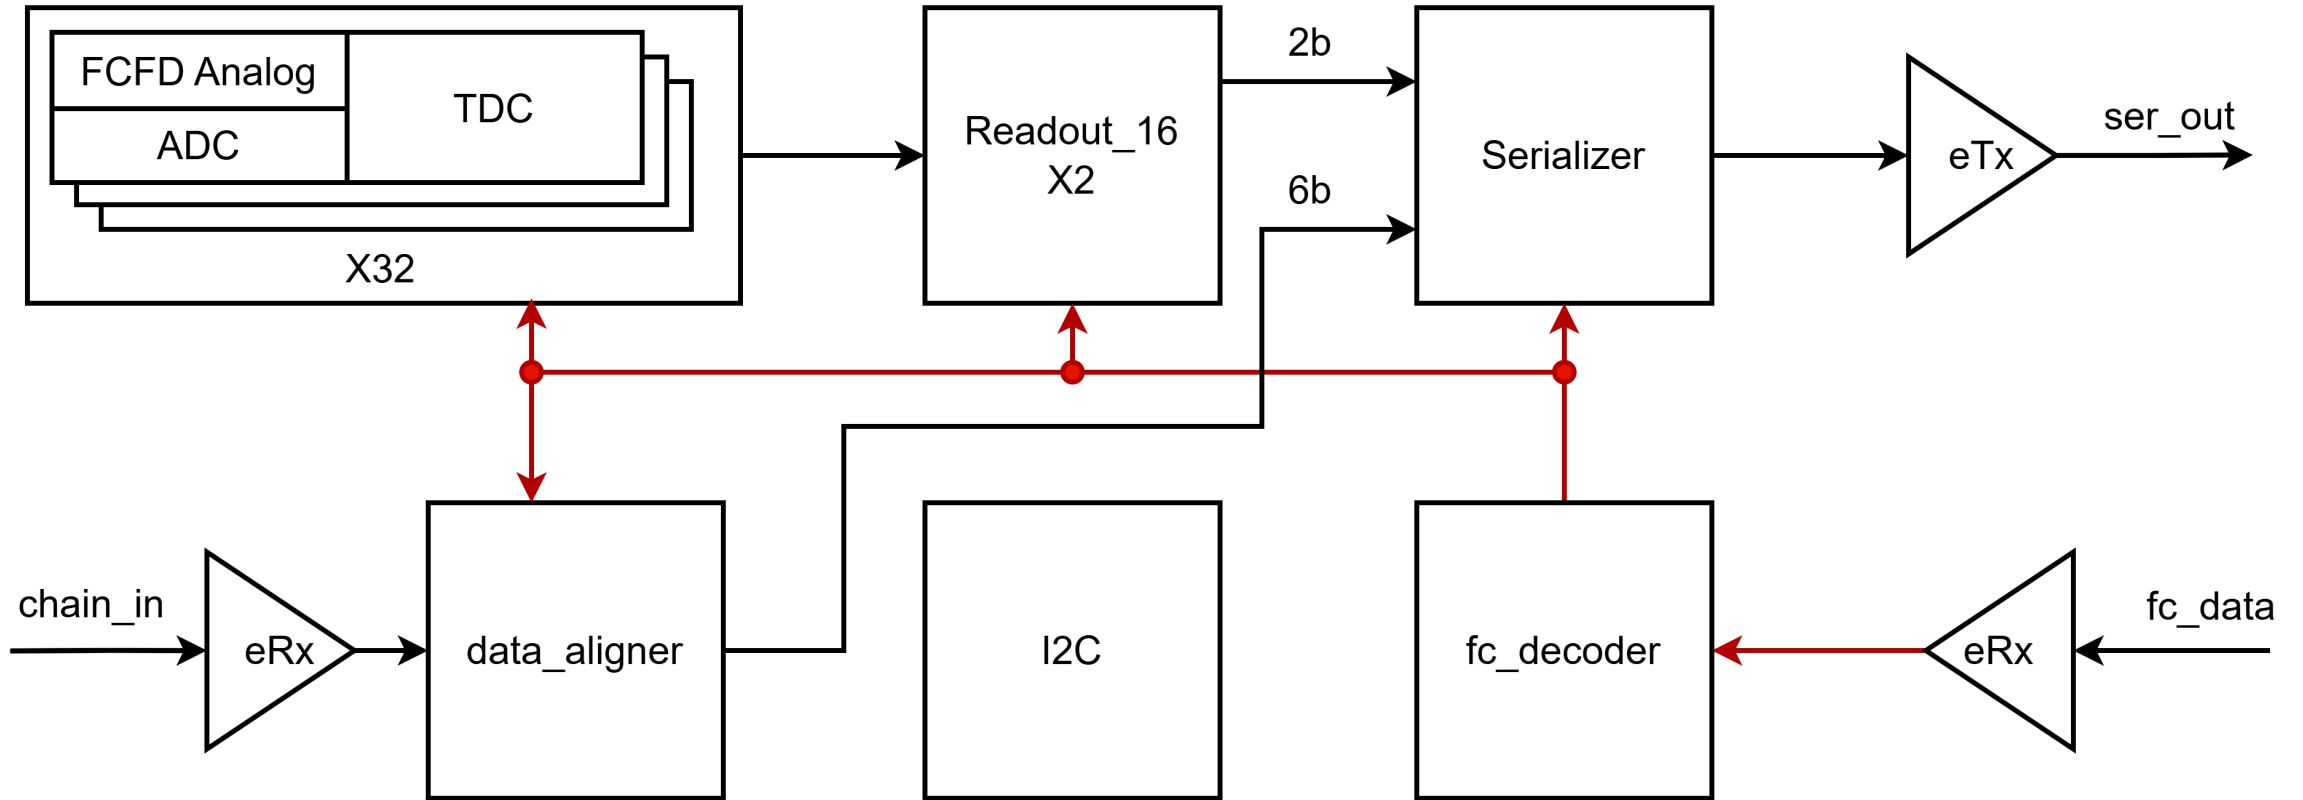 FCFD Analog
ADC
TDC
X32
Readout_16
X2
2b
6b
Serializer
eTx
ser_out
chain_in
eRx
data_aligner
I2C
fc_decoder
eRx
fc_data